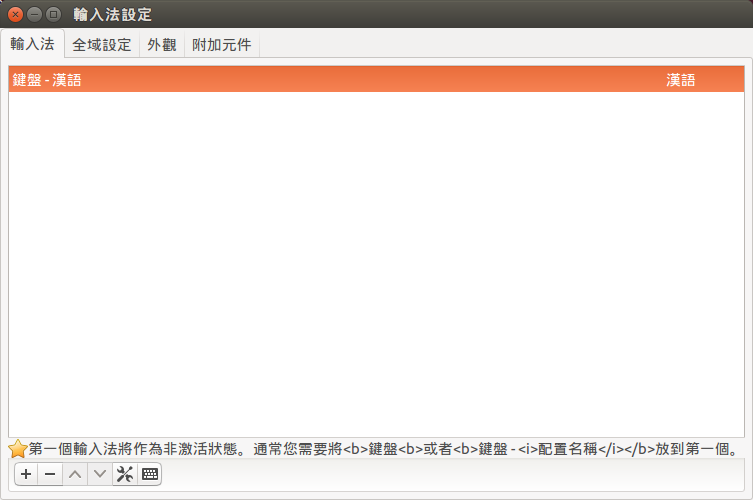 輸入法設定
輸入法 全域設定 外觀 附加元件
鍵盤 - 漢語 漢語
第一個輸入法將作為非激活狀態。通常您需要將<b>鍵盤<b>或者<b>鍵盤 - <i>配置名稱</i></b>放到第一個。